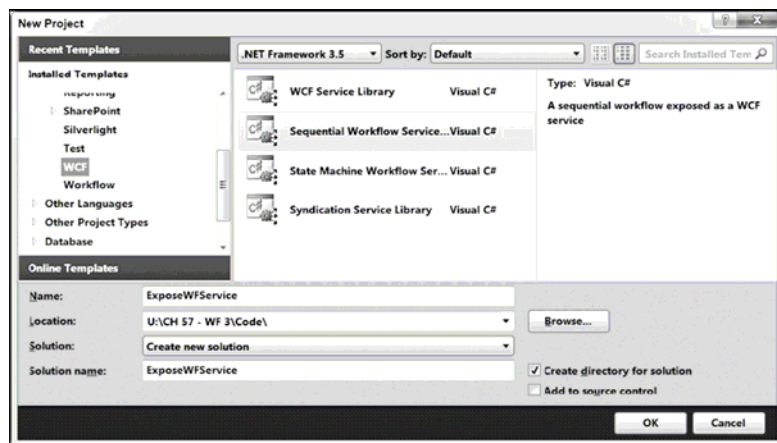 New Project
Recent Templates
.NET Framework 3.5 Sort by: Default Search Installed Tem
Installed Templates
Reporting
SharePoint
Silverlight
Test
WCF
Workflow
Other Languages
Other Project Types
Database
Online Templates
WCF Service Library Visual C#
Sequential Workflow Service... Visual C#
State Machine Workflow Ser... Visual C#
Syndication Service Library Visual C#
Type: Visual C#
A sequential workflow exposed as a WCF
service
Name: ExposeWFService
Location: U:\CH 57 - WF 3\Code\ Browse...
Solution: Create new solution
Solution name: ExposeWFService
Create directory for solution
Add to source control
OK Cancel